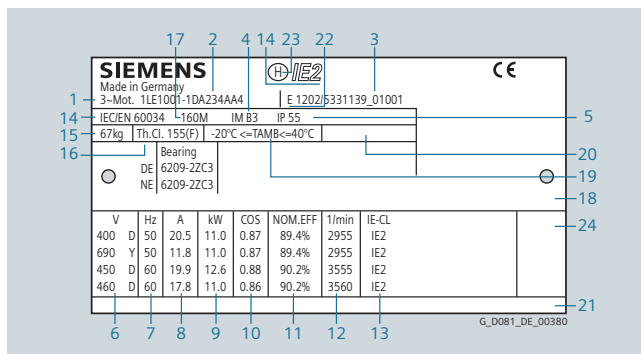 17 2 4 14 23 22 3
SIEMENS H IE2 CE
Made in Germany
1 3~Mot. 1LE1001-1DA234AA4 E 1202/5331139_01001
14 IEC/EN 60034 160M IM B3 IP 55 5
15 67kg Th.Cl. 155(F) -20°C <=TAMB<=40°C 20
16 Bearing 19
DE 6209-2ZC3
NE 6209-2ZC3
18
V Hz A kW COS NOM.EFF 1/min IE-CL 24
400 D 50 20.5 11.0 0.87 89.4% 2955 IE2
690 Y 50 11.8 11.0 0.87 89.4% 2955 IE2
450 D 60 19.9 12.6 0.88 90.2% 3555 IE2
460 D 60 17.8 11.0 0.86 90.2% 3560 IE2
21
6 7 8 9 10 11 12 13
G_D081_DE_00380